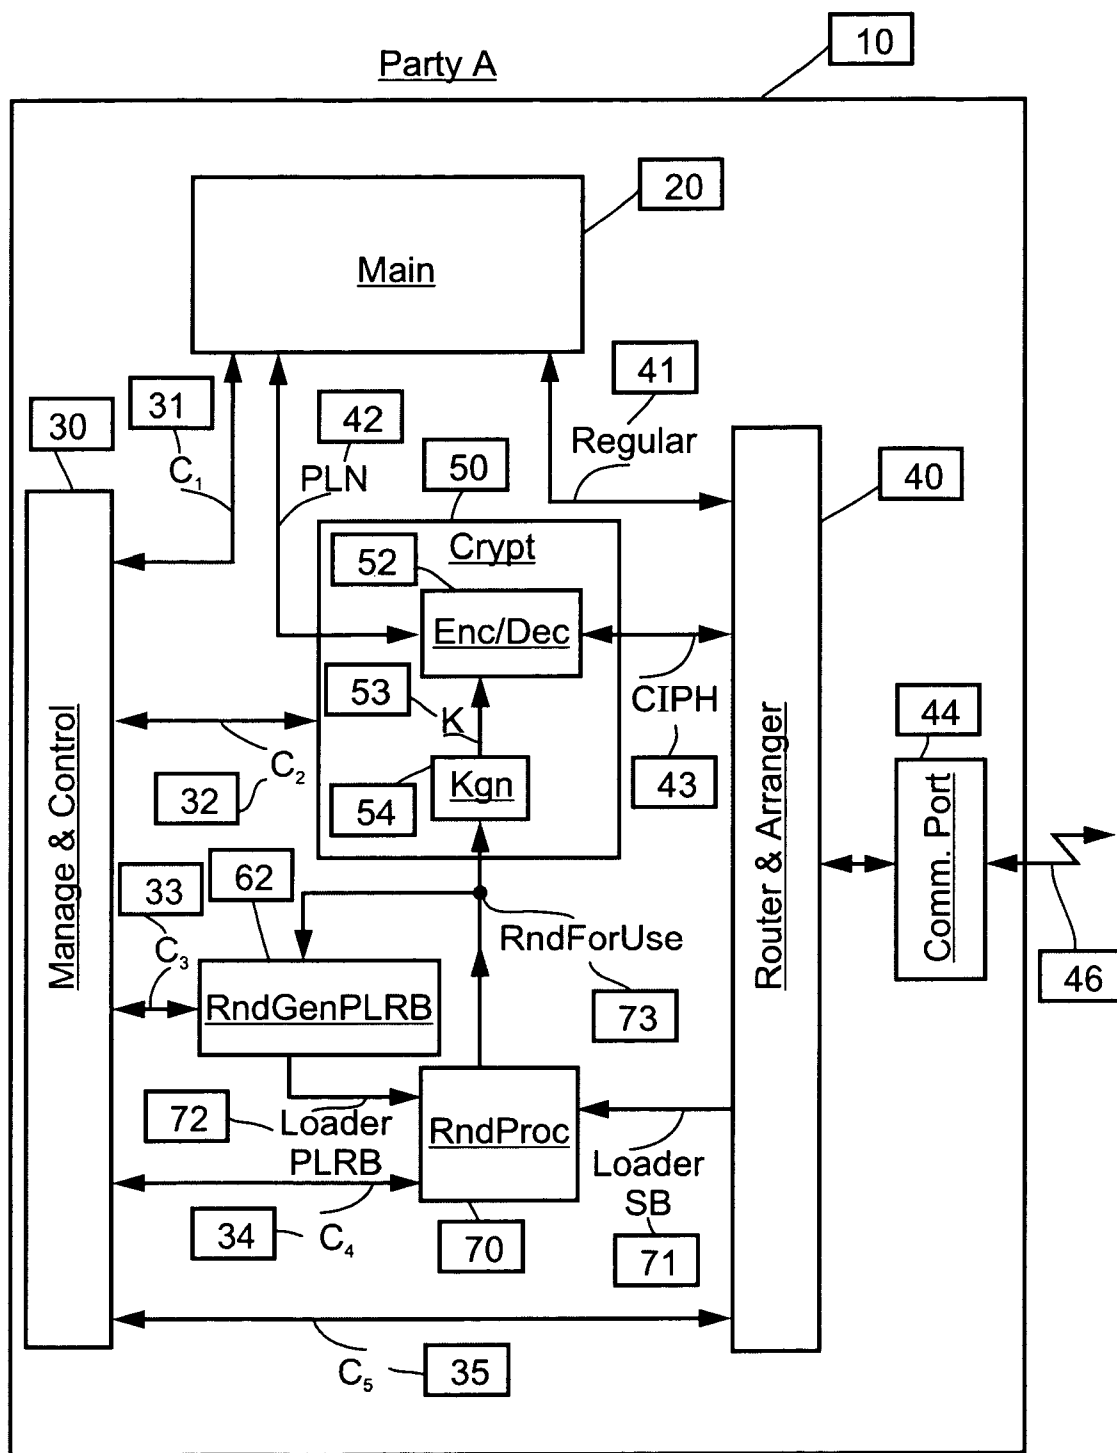 10
Party A
20
Main
41
31
42
30
Regular
C₁
PLN
50
40
Crypt
52
Enc/Dec
53
CIPH
K
44
C₂
Kgn
43
32
54
Manage & Control
Router & Arranger
Comm. Port
62
33
RndForUse
C₃
46
RndGenPLRB
73
72
Loader
PLRB
RndProc
Loader
SB
34
C₄
70
71
C₅
35